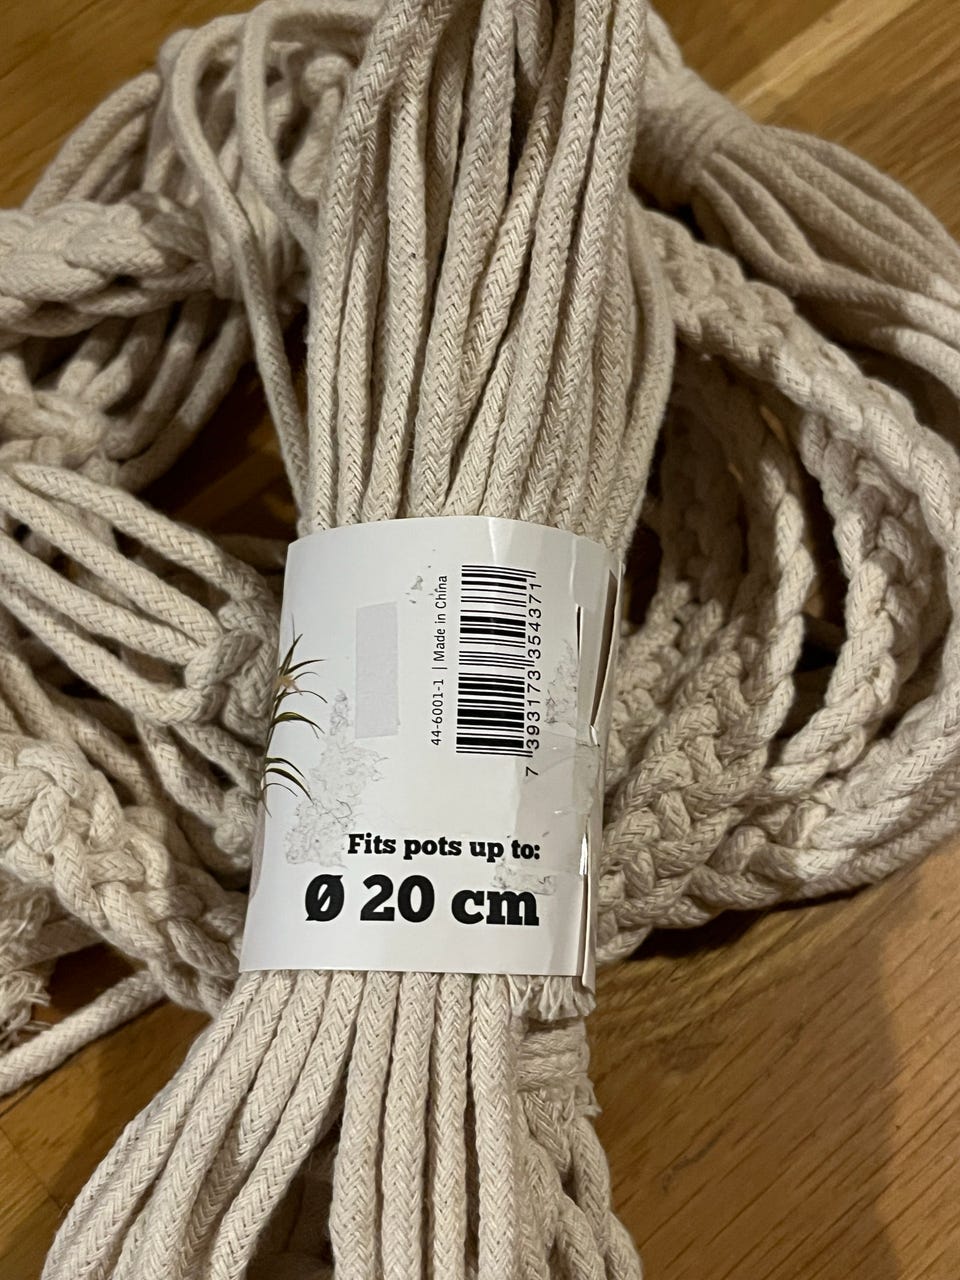 44-6001-1 | Made in China
7 393173 354371
Fits pots up to:
Ø 20 cm